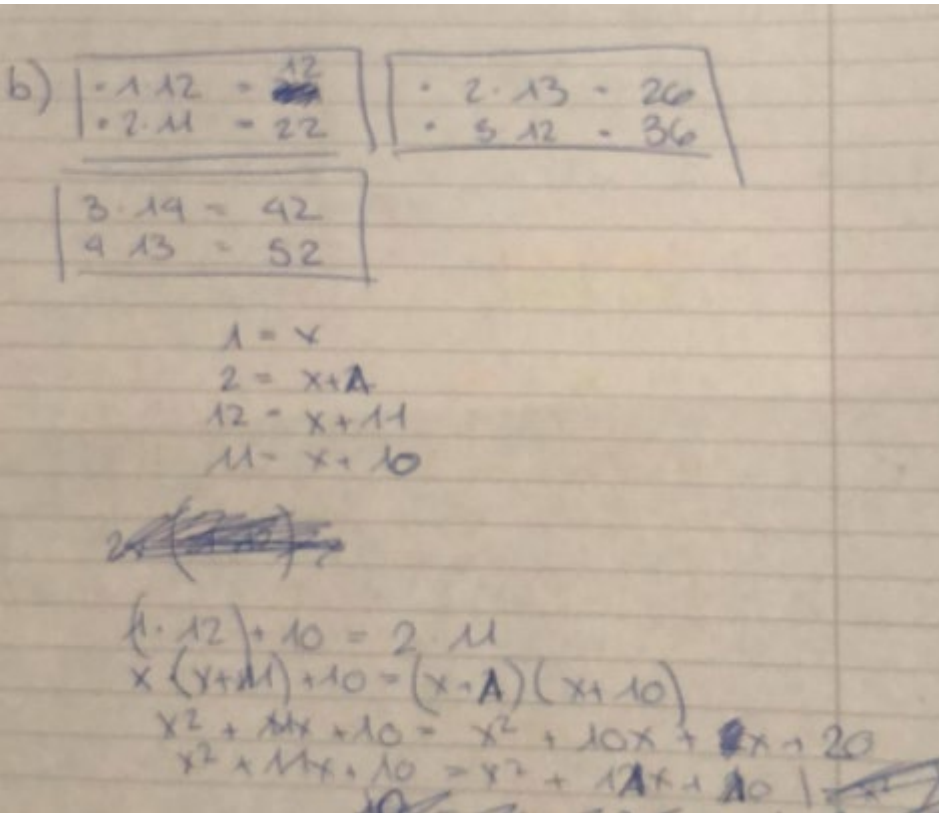 b) · 1·12 = 12
· 2·11 = 22
· 2·13 = 26
· 3·12 = 36
3·14 = 42
4·13 = 52
1 = x
2 = x+1
12 = x+11
11 = x+10
(1·12)+10 = 2·11
x·(x+11)+10=(x+1)(x+10)
x² + 11x +10 = x² + 10x + x + 20
x² + 11x + 10 = x² + 11x + 10 |